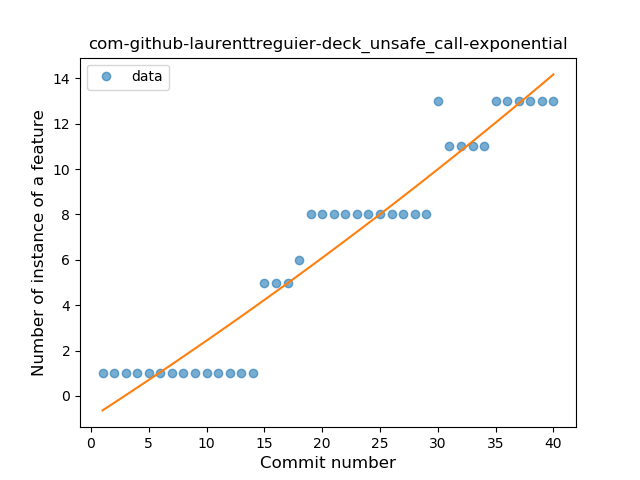 com-github-laurenttreguier-deck_unsafe_call-exponential
data
Number of instance of a feature
14
12
10
8
6
4
2
0
0 5 10 15 20 25 30 35 40
Commit number